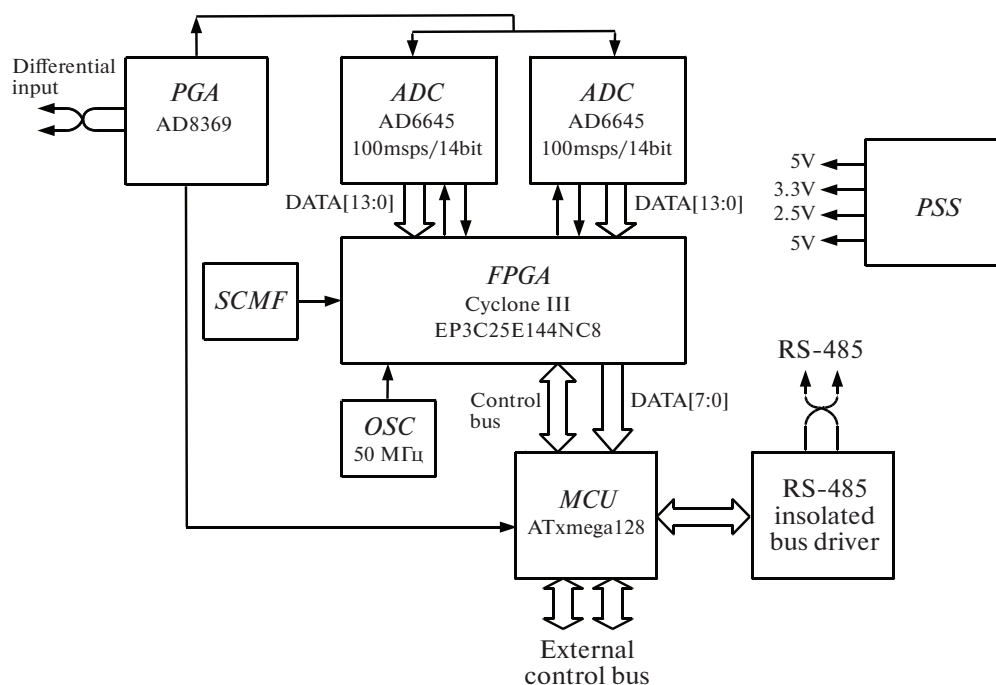 Differential
input
PGA
AD8369
ADC
AD6645
100msps/14bit
ADC
AD6645
100msps/14bit
DATA[13:0]
DATA[13:0]
5V
3.3V
2.5V
5V
PSS
SCMF
FPGA
Cyclone III
EP3C25E144NC8
OSC
50 МГц
Control
bus
DATA[7:0]
RS-485
MCU
ATxmega128
RS-485
insolated
bus driver
External
control bus